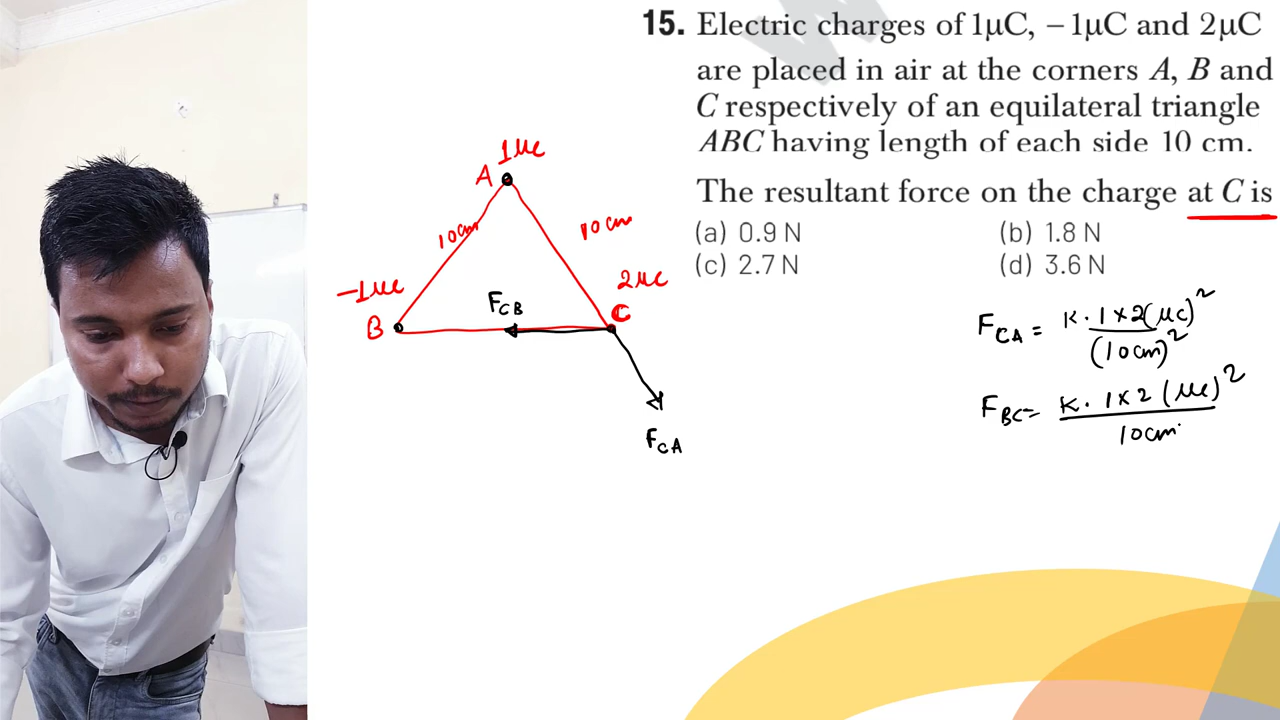 15. Electric charges of 1μC, −1μC and 2μC
are placed in air at the corners A, B and
C respectively of an equilateral triangle
ABC having length of each side 10 cm.
The resultant force on the charge at C is
(a) 0.9 N (b) 1.8 N
(c) 2.7 N (d) 3.6 N
1μC
A
10cm
10cm
-1μC
2μC
B
F_CB
C
F_CA
F_CA = K . 1×2(μC)^2 / (10cm)^2
F_BC = K . 1×2 (μC)^2 / 10cm